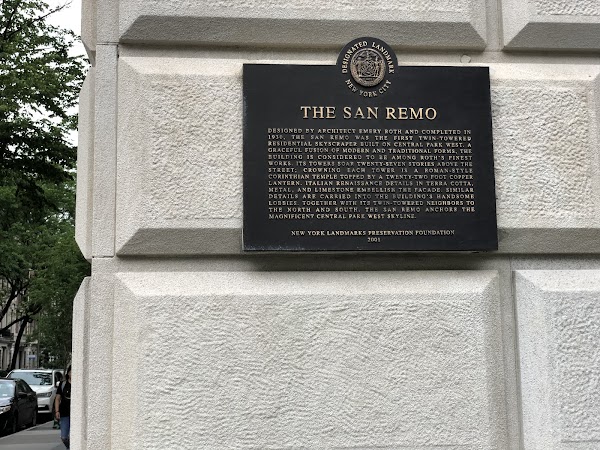 DESIGNATED LANDMARK
NEW YORK CITY
THE SAN REMO
DESIGNED BY ARCHITECT EMERY ROTH AND COMPLETED IN
1930, THE SAN REMO WAS THE FIRST TWIN-TOWERED
RESIDENTIAL SKYSCRAPER BUILT ON CENTRAL PARK WEST. A
GRACEFUL FUSION OF MODERN AND TRADITIONAL FORMS, THE
BUILDING IS CONSIDERED TO BE AMONG ROTH'S FINEST
WORKS. ITS TOWERS SOAR TWENTY-SEVEN STORIES ABOVE THE
STREET; CROWNING EACH TOWER IS A ROMAN-STYLE
CORINTHIAN TEMPLE TOPPED BY A TWENTY-TWO FOOT COPPER
LANTERN. ITALIAN RENAISSANCE DETAILS IN TERRA COTTA,
METAL, AND LIMESTONE EMBELLISH THE FACADE. SIMILAR
DETAILS ARE CARRIED INTO THE BUILDING'S HANDSOME
LOBBIES. TOGETHER WITH ITS TWIN-TOWERED NEIGHBORS TO
THE NORTH AND SOUTH, THE SAN REMO ANCHORS THE
MAGNIFICENT CENTRAL PARK WEST SKYLINE.
NEW YORK LANDMARKS PRESERVATION FOUNDATION
2001